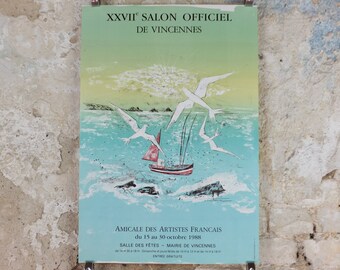 XXVIIᵉ SALON OFFICIEL
DE VINCENNES
AMICALE DES ARTISTES FRANCAIS
du 15 au 30 octobre 1988
SALLE DES FÊTES - MAIRIE DE VINCENNES
ENTRÉE GRATUITE